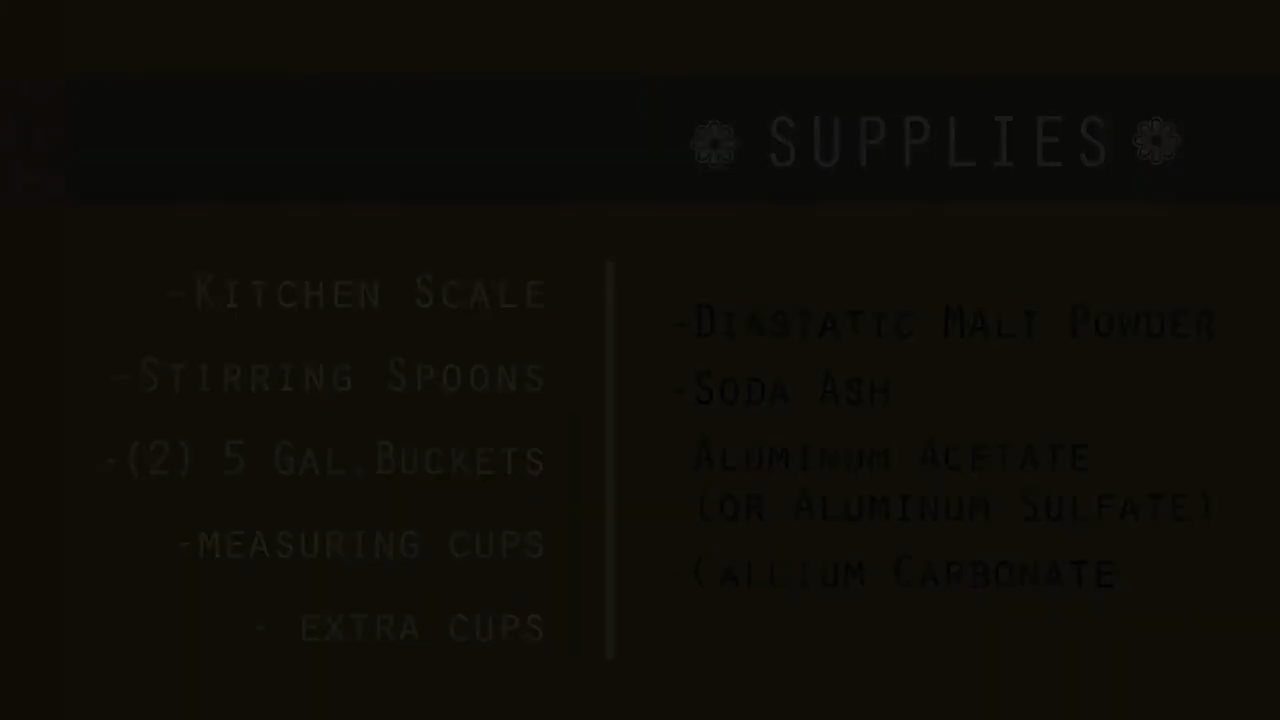 SUPPLIES
-KITCHEN SCALE
-STIRRING SPOONS
-(2) 5 GAL.BUCKETS
-MEASURING CUPS
- EXTRA CUPS
-DIASTATIC MALT POWDER
-SODA ASH
ALUMINUM ACETATE
(OR ALUMINUM SULFATE)
CALCIUM CARBONATE